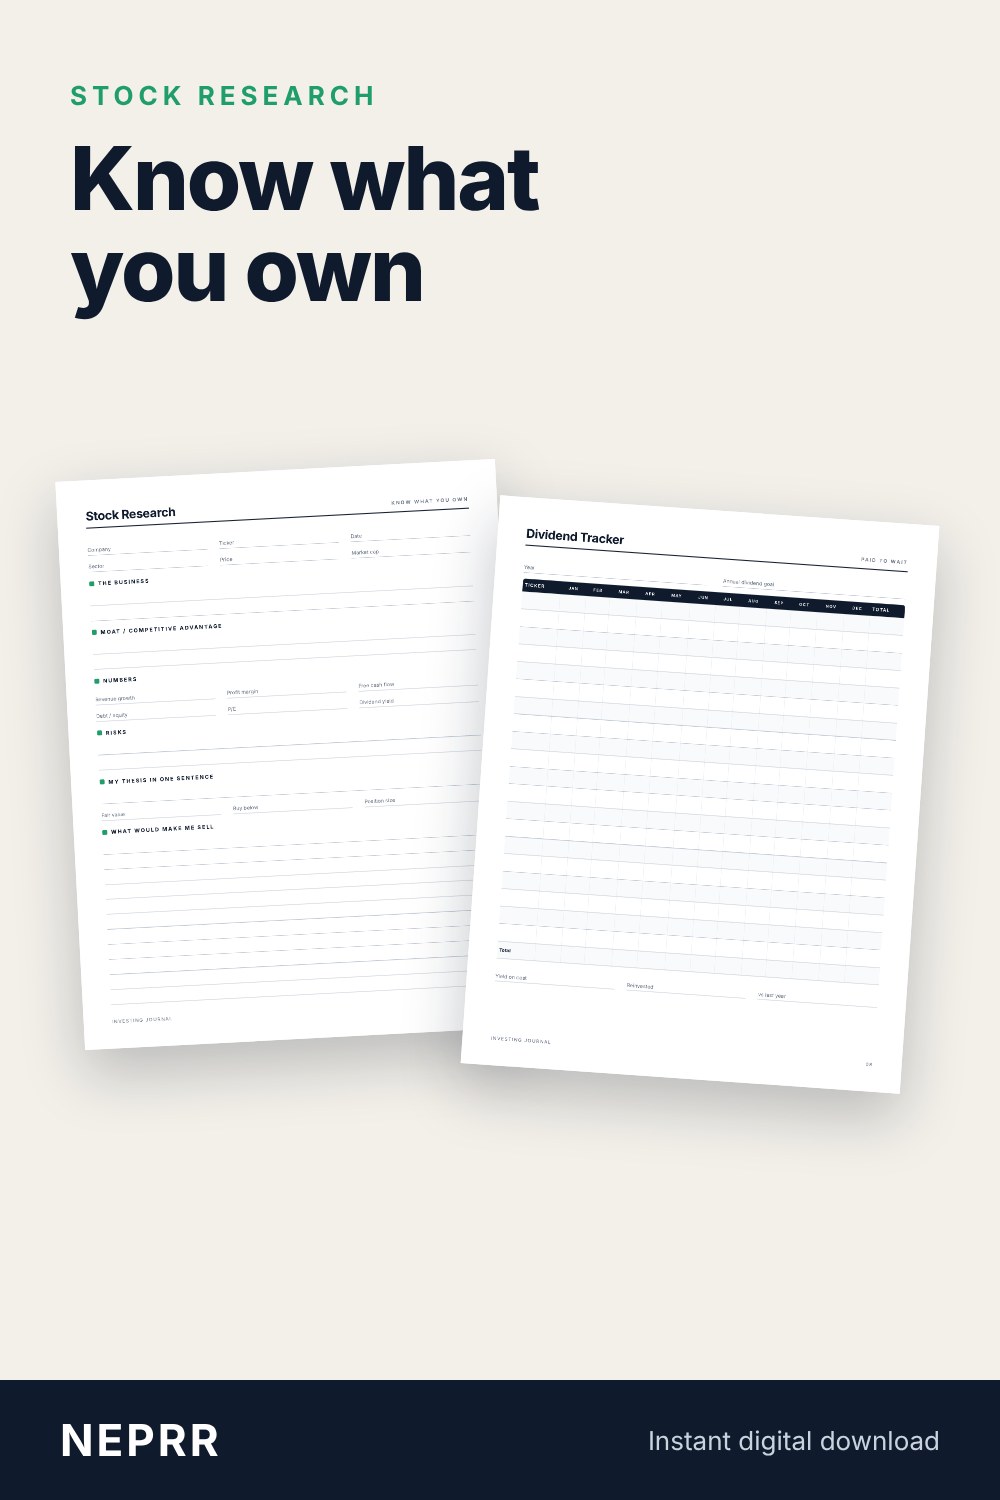 STOCK RESEARCH
Know what
you own
Stock Research
KNOW WHAT YOU OWN
Company
Ticker
Date
Sector
Price
Market cap
THE BUSINESS
MOAT / COMPETITIVE ADVANTAGE
NUMBERS
Revenue growth
Profit margin
Free cash flow
Debt / equity
P/E
Dividend yield
RISKS
MY THESIS IN ONE SENTENCE
Fair value
Buy below
Position size
WHAT WOULD MAKE ME SELL
INVESTING JOURNAL
Dividend Tracker
PAID TO WAIT
Year
Annual dividend goal
TICKER JAN FEB MAR APR MAY JUN JUL AUG SEP OCT NOV DEC TOTAL
Total
Yield on cost
Reinvested
vs last year
INVESTING JOURNAL
NEPRR
Instant digital download